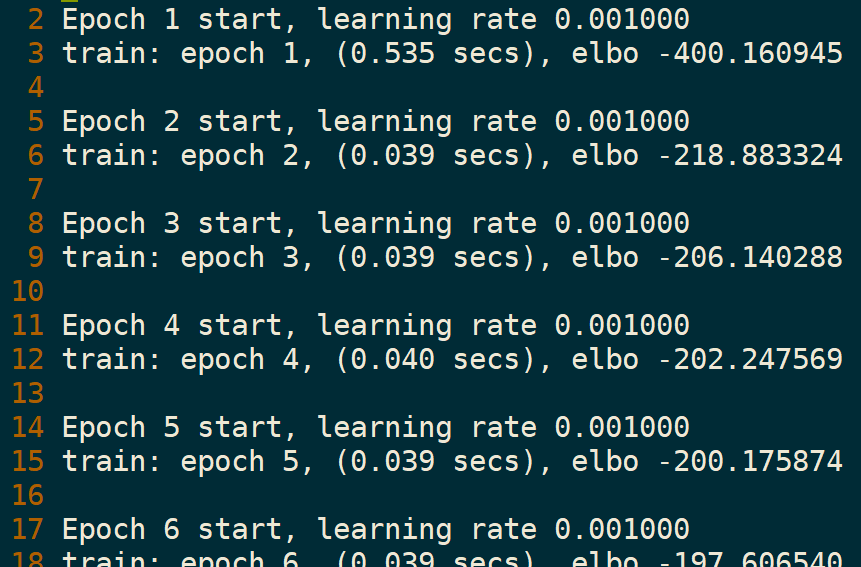 2 Epoch 1 start, learning rate 0.001000
3 train: epoch 1, (0.535 secs), elbo -400.160945
4
5 Epoch 2 start, learning rate 0.001000
6 train: epoch 2, (0.039 secs), elbo -218.883324
7
8 Epoch 3 start, learning rate 0.001000
9 train: epoch 3, (0.039 secs), elbo -206.140288
10
11 Epoch 4 start, learning rate 0.001000
12 train: epoch 4, (0.040 secs), elbo -202.247569
13
14 Epoch 5 start, learning rate 0.001000
15 train: epoch 5, (0.039 secs), elbo -200.175874
16
17 Epoch 6 start, learning rate 0.001000
18 train: epoch 6, (0.039 secs), elbo -197.606540